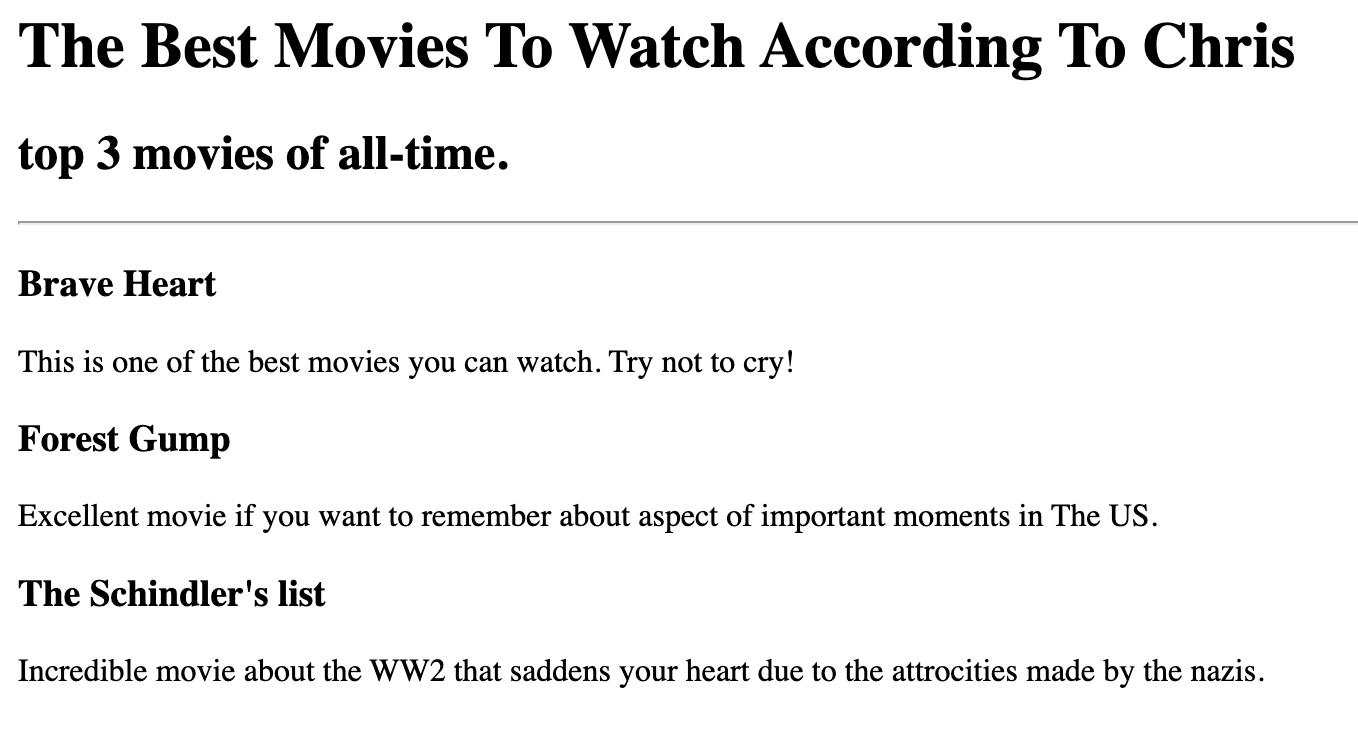 The Best Movies To Watch According To Chris
top 3 movies of all-time.
Brave Heart
This is one of the best movies you can watch. Try not to cry!
Forest Gump
Excellent movie if you want to remember about aspect of important moments in The US.
The Schindler's list
Incredible movie about the WW2 that saddens your heart due to the attrocities made by the nazis.